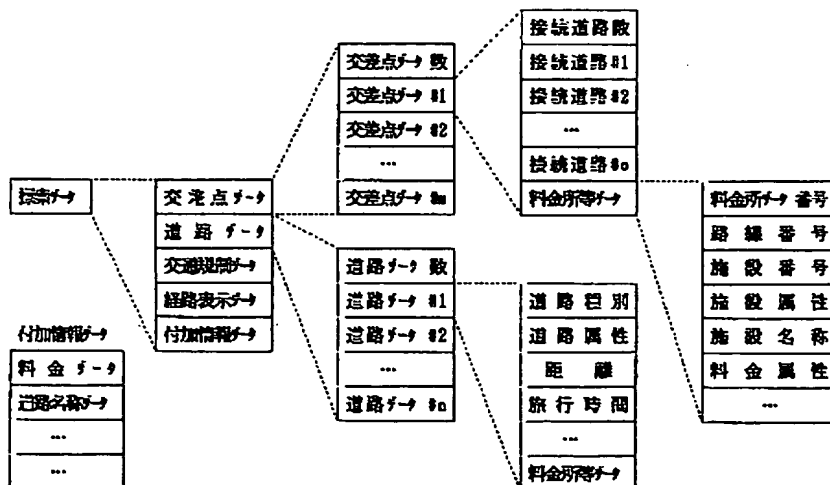 探索ﾃﾞｰﾀ
交差点ﾃﾞｰﾀ
道路ﾃﾞｰﾀ
交通規制ﾃﾞｰﾀ
経路表示ﾃﾞｰﾀ
付加情報ﾃﾞｰﾀ
付加情報ﾃﾞｰﾀ
料金ﾃﾞｰﾀ
道路名称ﾃﾞｰﾀ
…
…
交差点ﾃﾞｰﾀ 数
交差点ﾃﾞｰﾀ #1
交差点ﾃﾞｰﾀ #2
…
交差点ﾃﾞｰﾀ #m
道路ﾃﾞｰﾀ 数
道路ﾃﾞｰﾀ #1
道路ﾃﾞｰﾀ #2
…
道路ﾃﾞｰﾀ #n
接続道路数
接続道路#1
接続道路#2
…
接続道路#o
料金所等ﾃﾞｰﾀ
道路種別
道路属性
距離
旅行時間
…
料金所等ﾃﾞｰﾀ
料金所ﾃﾞｰﾀ 番号
路線番号
施設番号
施設属性
施設名称
料金属性
…